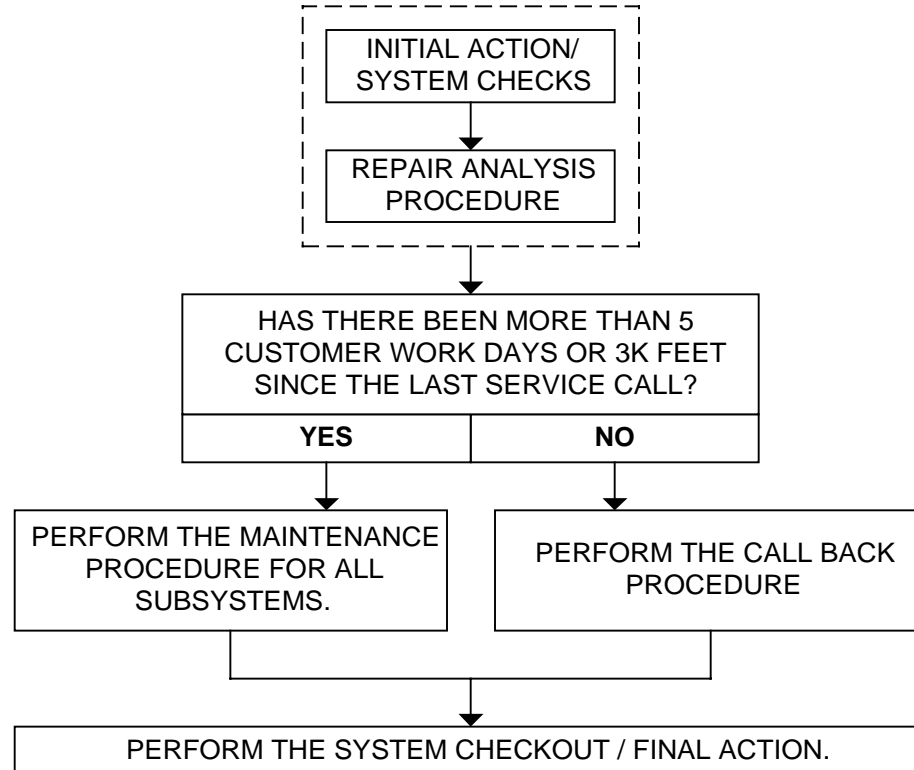 INITIAL ACTION/
SYSTEM CHECKS
REPAIR ANALYSIS
PROCEDURE
HAS THERE BEEN MORE THAN 5
CUSTOMER WORK DAYS OR 3K FEET
SINCE THE LAST SERVICE CALL?
YES
NO
PERFORM THE MAINTENANCE
PROCEDURE FOR ALL
SUBSYSTEMS.
PERFORM THE CALL BACK
PROCEDURE
PERFORM THE SYSTEM CHECKOUT / FINAL ACTION.